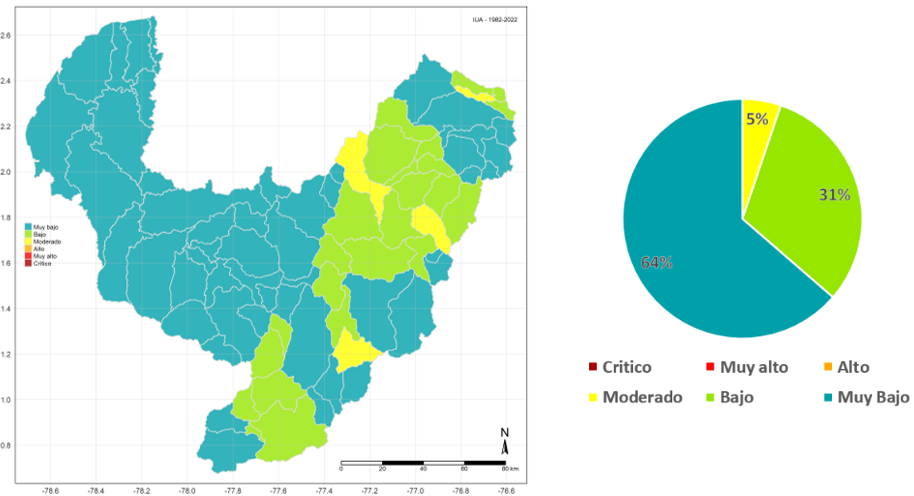 IUA - 1982-2022
2.6
2.4
2.2
2.0
1.8
1.6
1.4
1.2
1.0
0.8
Muy bajo
Bajo
Moderado
Alto
Muy alto
Crítico
N
0 20 40 60 80 km
-78.6 -78.4 -78.2 -78.0 -77.8 -77.6 -77.4 -77.2 -77.0 -76.8 -76.6
5%
31%
64%
Critico Muy alto Alto
Moderado Bajo Muy Bajo